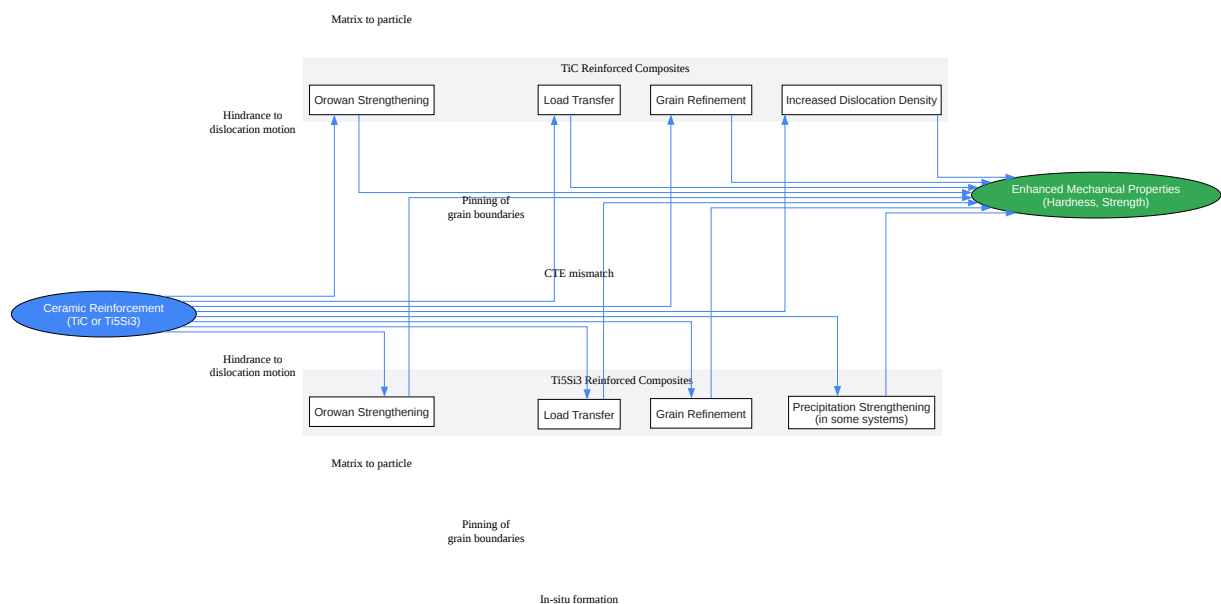 Matrix to particle
TiC Reinforced Composites
Orowan Strengthening
Load Transfer
Grain Refinement
Increased Dislocation Density
Hindrance to
dislocation motion
Enhanced Mechanical Properties
(Hardness, Strength)
Pinning of
grain boundaries
CTE mismatch
Ceramic Reinforcement
(TiC or Ti5Si3)
Hindrance to
dislocation motion
Ti5Si3 Reinforced Composites
Orowan Strengthening
Load Transfer
Grain Refinement
Precipitation Strengthening
(in some systems)
Matrix to particle
Pinning of
grain boundaries
In-situ formation